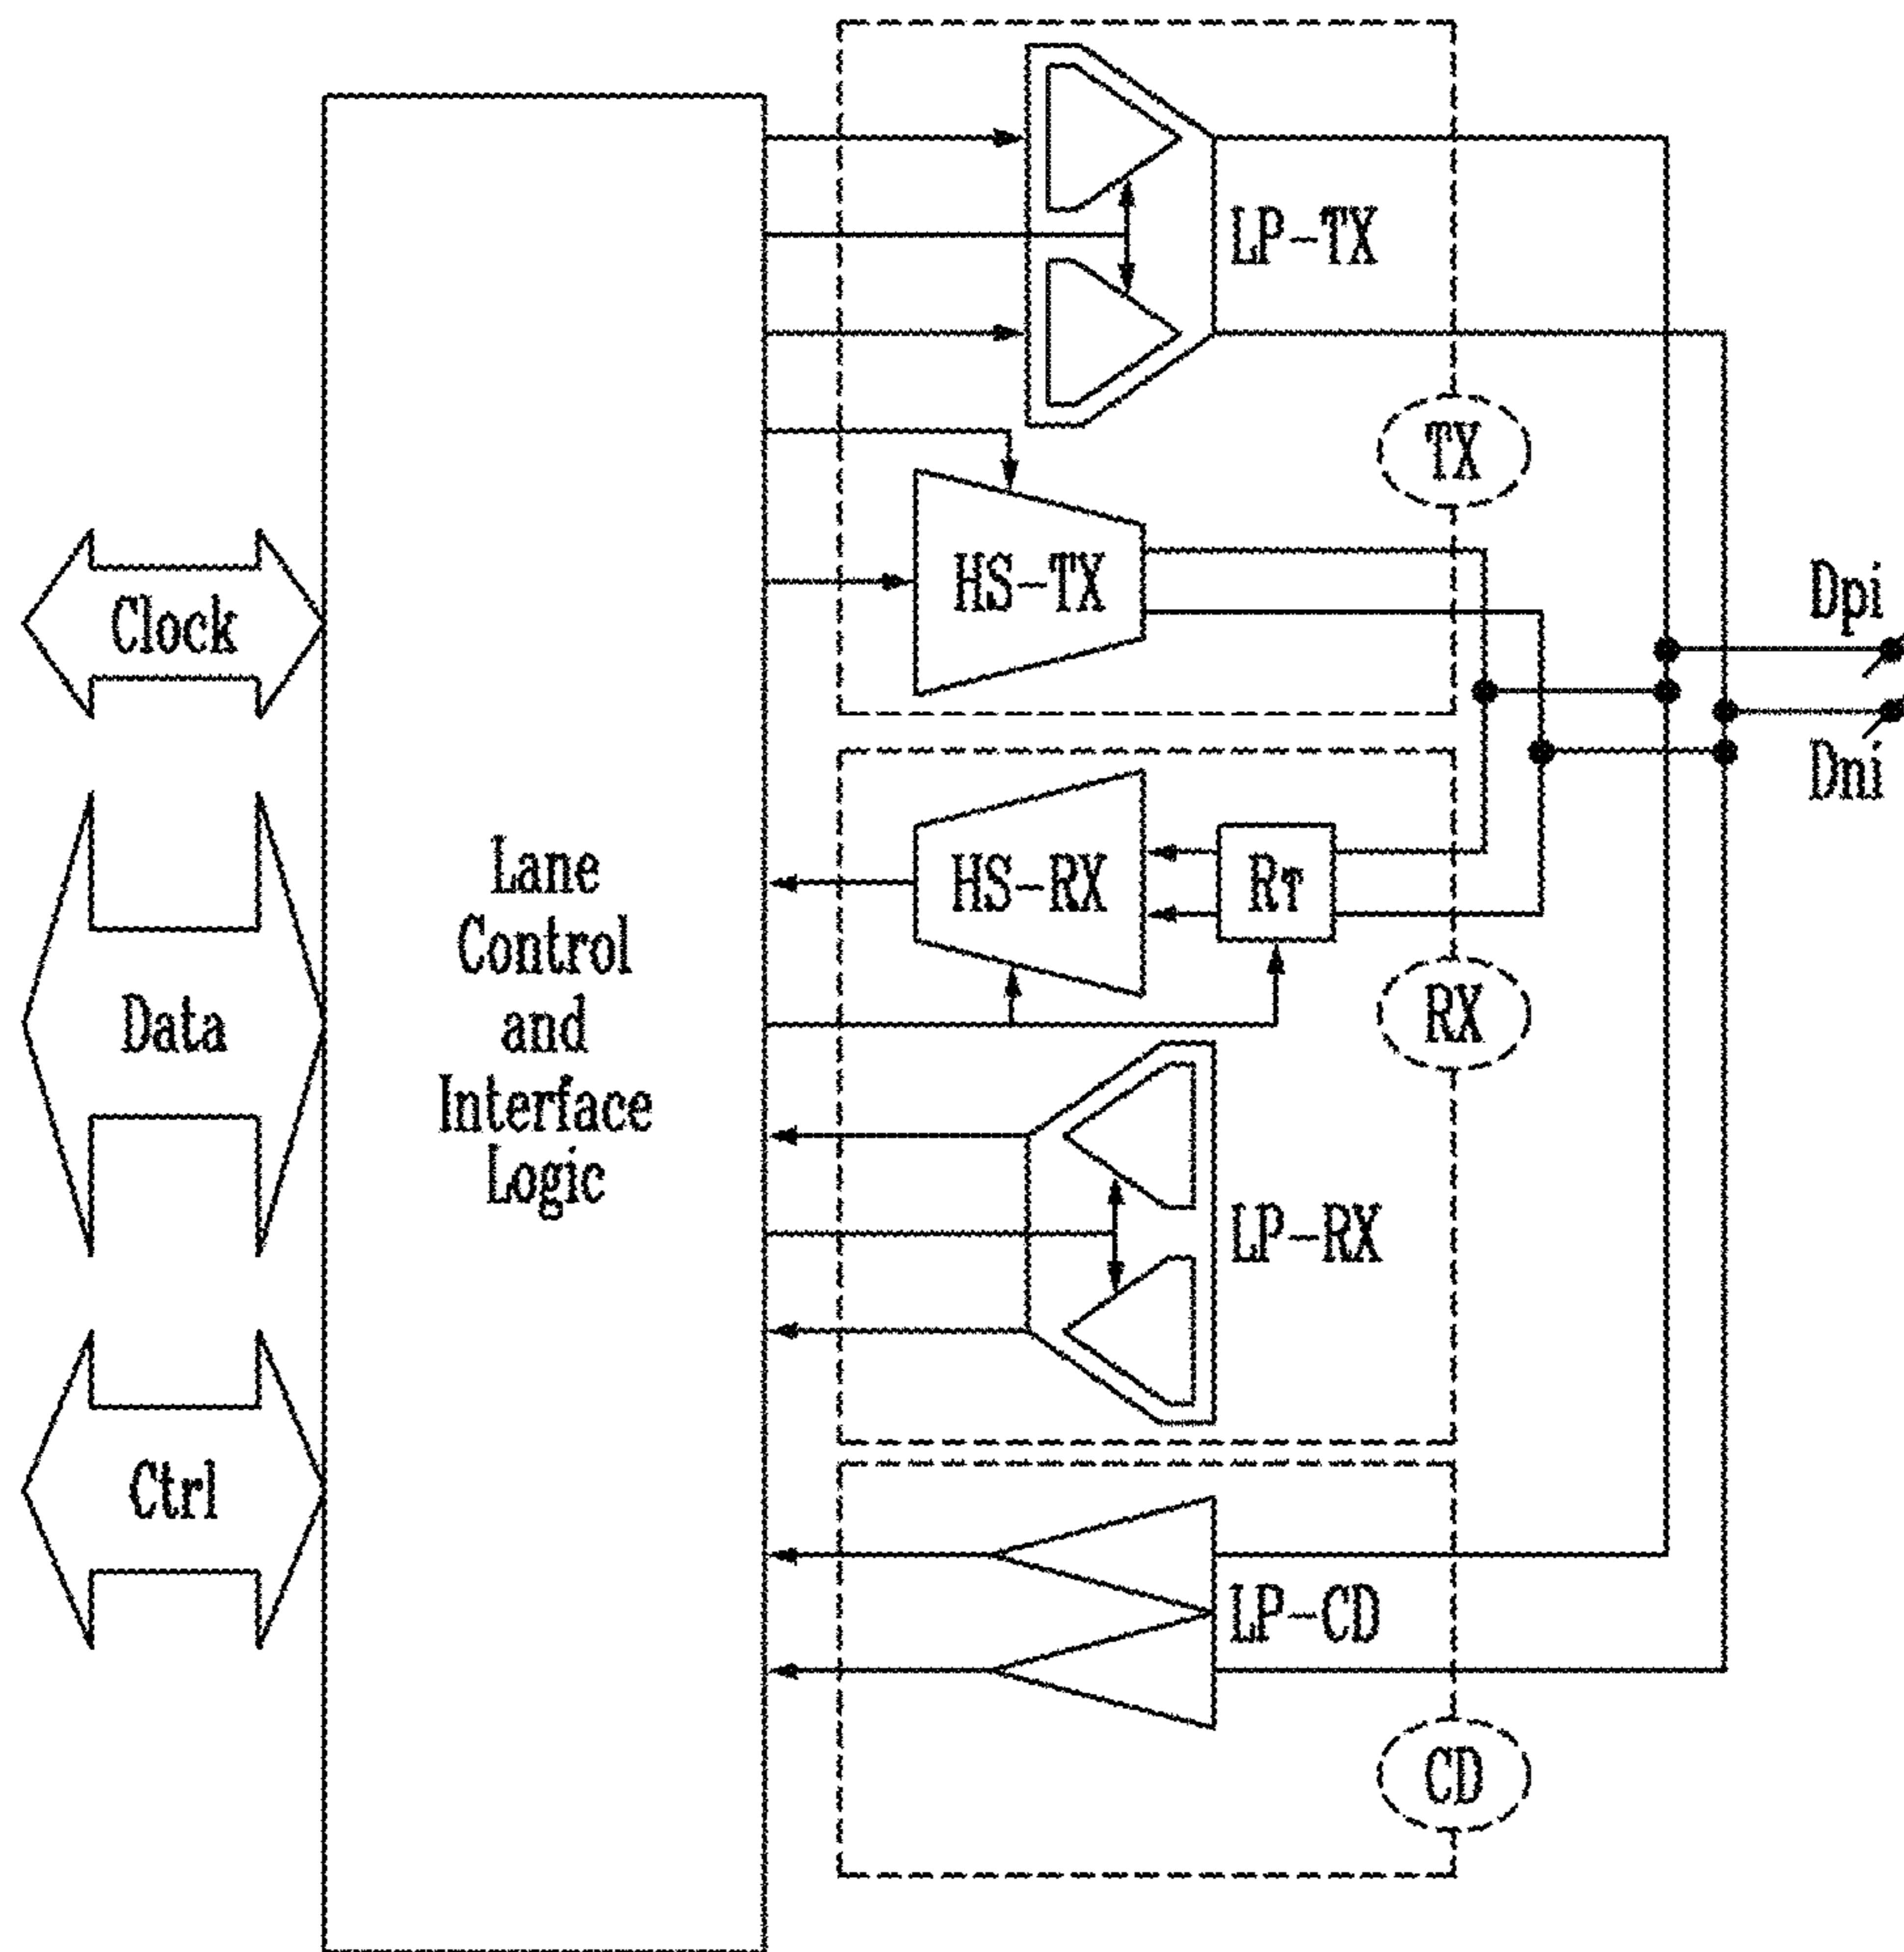 LP-TX
TX
HS-TX
Clock
Dpi
Dni
Lane
Control
and
Interface
Logic
HS-RX
RT
RX
Data
LP-RX
Ctrl
LP-CD
CD